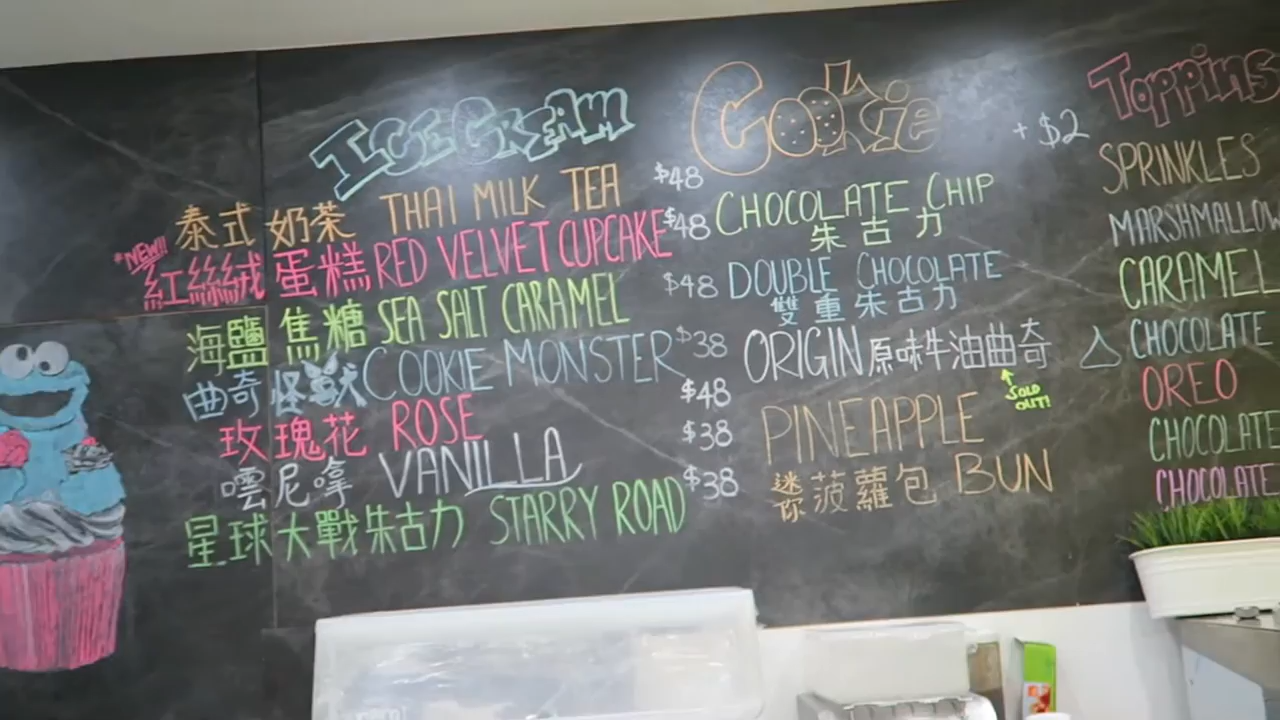 ICE CREAM
泰式 奶茶 THAI MILK TEA $48
*NEW!!!
紅絲絨 蛋糕 RED VELVET CUPCAKE $48
海鹽 焦糖 SEA SALT CARAMEL $48
曲奇 怪獸 COOKIE MONSTER $38
玫瑰花 ROSE $48
嚤尼拿 VANILLA $38
星球大戰朱古力 STARRY ROAD $38
Cookie +$2
CHOCOLATE CHIP
朱古力
DOUBLE CHOCOLATE
雙重朱古力
ORIGIN 原味牛油曲奇
SOLD OUT!
PINEAPPLE
迷你菠蘿包 BUN
Toppins
SPRINKLES
MARSHMALLOW
CARAMEL
CHOCOLATE
OREO
CHOCOLATE
CHOCOLATE